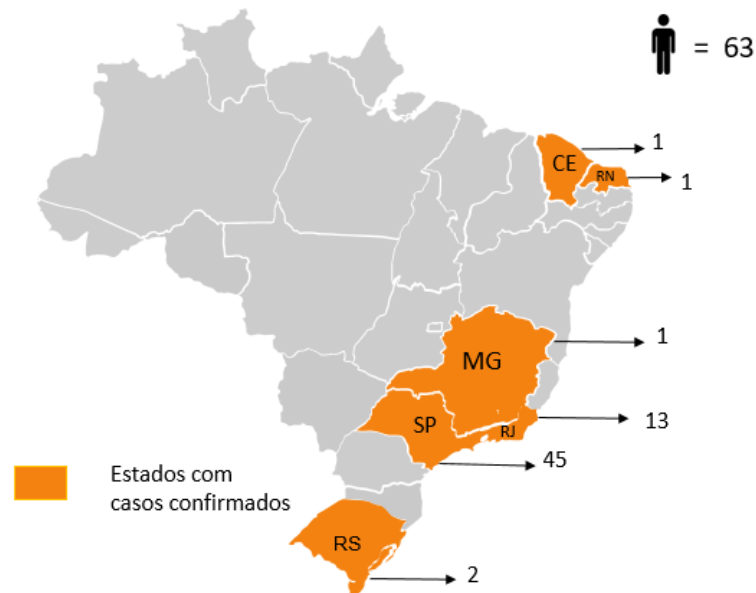 = 63
CE
1
RN
1
MG
1
SP
RJ
13
45
Estados com
casos confirmados
RS
2